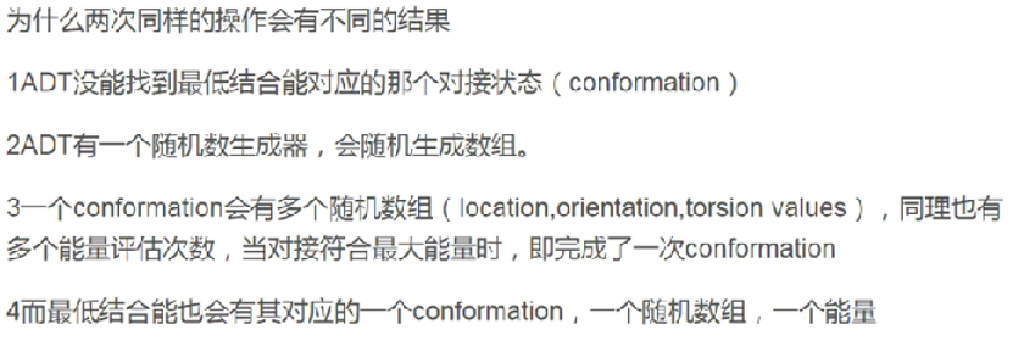 为什么两次同样的操作会有不同的结果
1ADT没能找到最低结合能对应的那个对接状态（conformation）
2ADT有一个随机数生成器，会随机生成数组。
3一个conformation会有多个随机数组（location,orientation,torsion values），同理也有
多个能量评估次数，当对接符合最大能量时，即完成了一次conformation
4而最低结合能也会有其对应的一个conformation，一个随机数组，一个能量